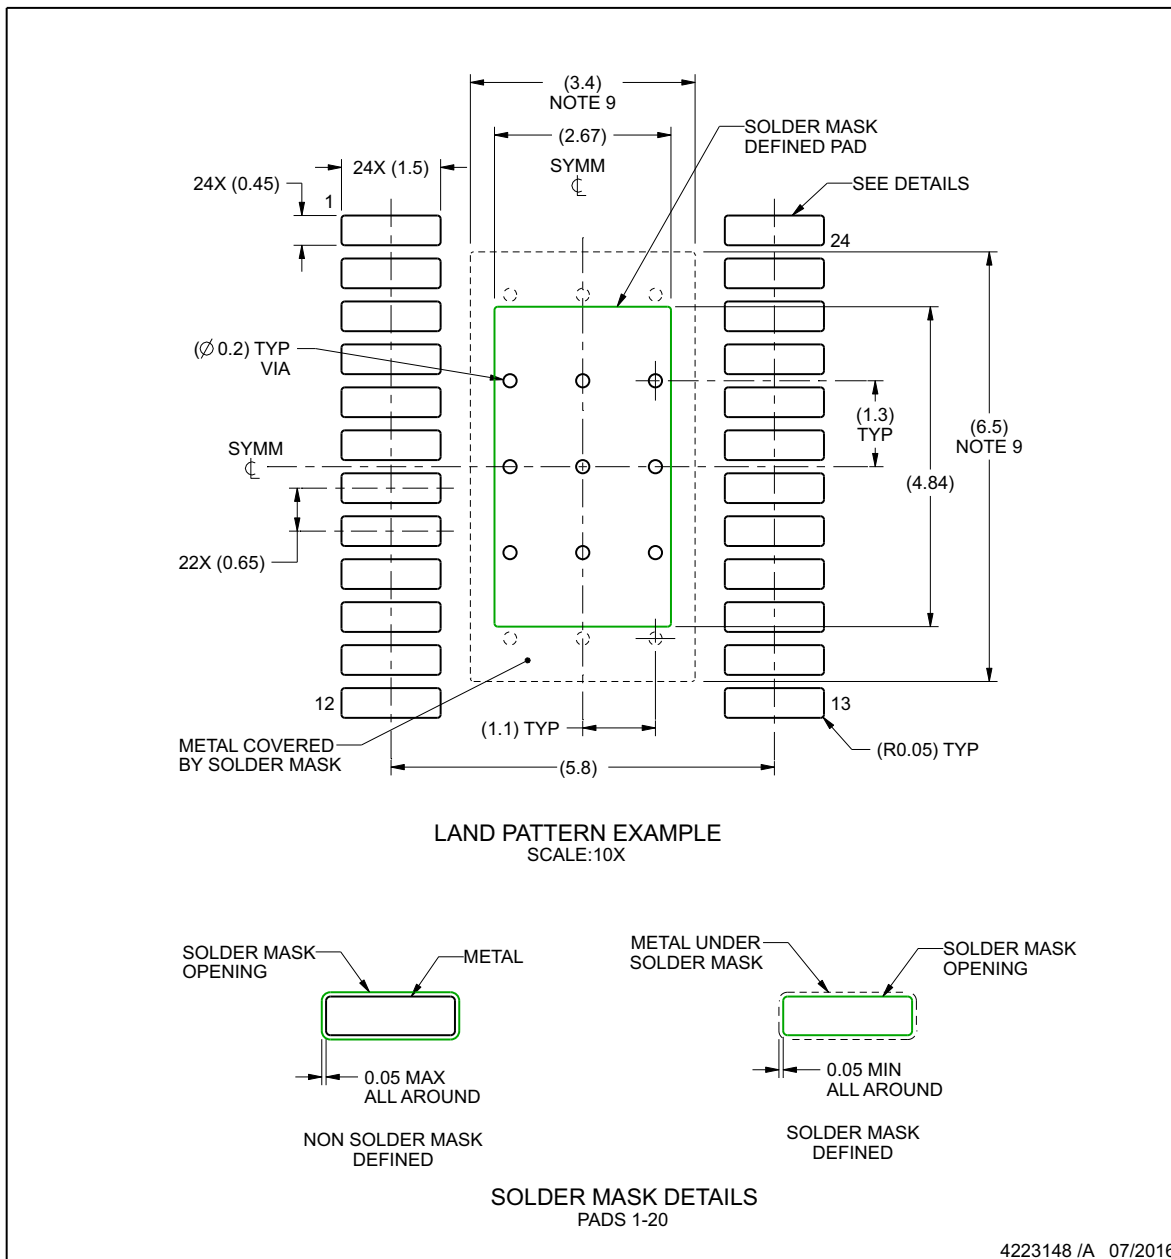 (3.4)
NOTE 9
(2.67)
SYMM
℄
SOLDER MASK
DEFINED PAD
24X (1.5)
24X (0.45)
SEE DETAILS
1
24
(Ø 0.2) TYP
VIA
(1.3)
TYP
(6.5)
NOTE 9
SYMM
℄
(4.84)
22X (0.65)
12
13
(1.1) TYP
METAL COVERED
BY SOLDER MASK
(R0.05) TYP
(5.8)
LAND PATTERN EXAMPLE
SCALE:10X
SOLDER MASK
OPENING
METAL
METAL UNDER
SOLDER MASK
SOLDER MASK
OPENING
0.05 MAX
ALL AROUND
0.05 MIN
ALL AROUND
NON SOLDER MASK
DEFINED
SOLDER MASK
DEFINED
SOLDER MASK DETAILS
PADS 1-20
4223148 /A 07/2016